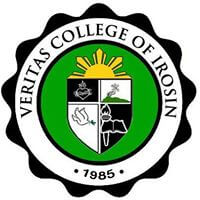 VERITAS COLLEGE OF IROSIN
1985